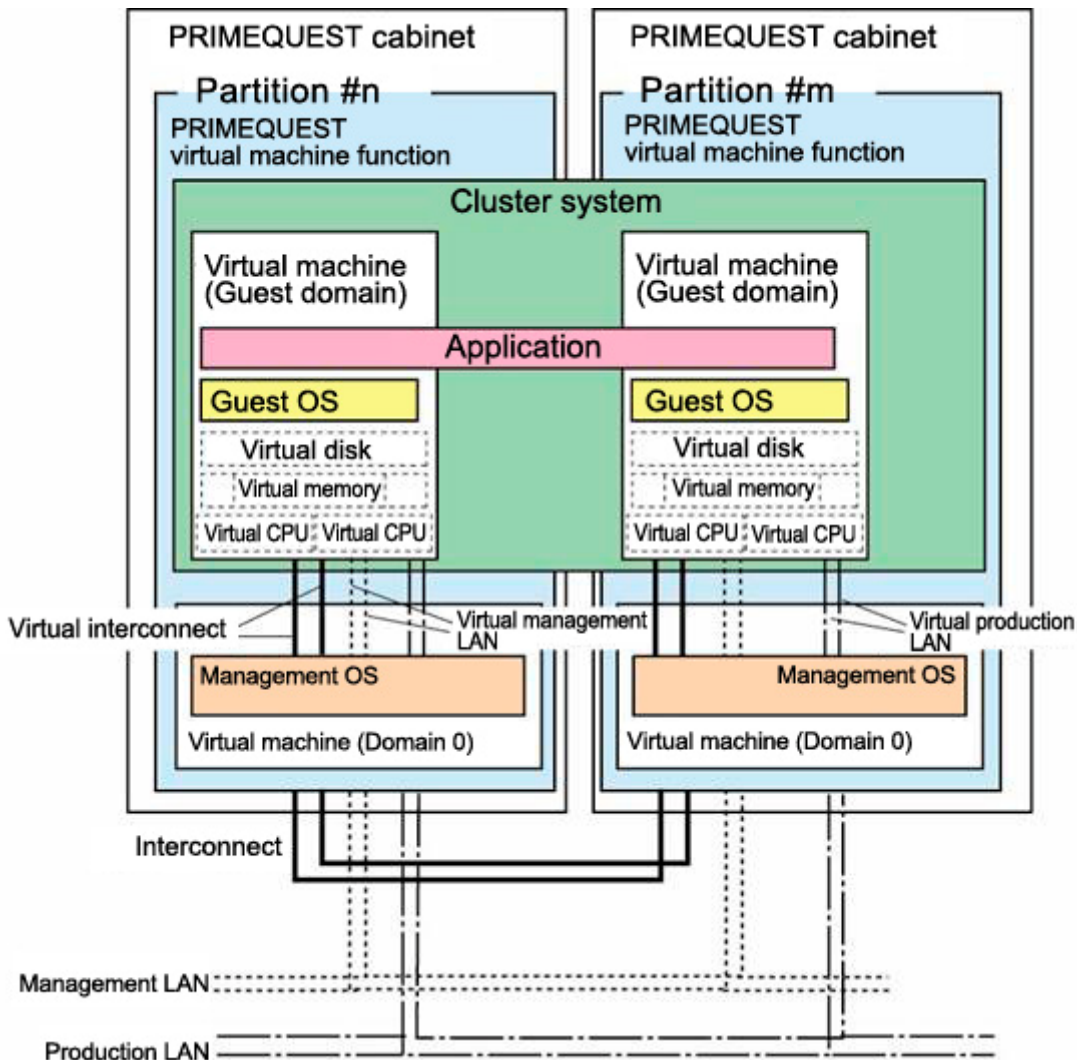 PRIMEQUEST cabinet
Partition #n
PRIMEQUEST
virtual machine function
PRIMEQUEST cabinet
Partition #m
PRIMEQUEST
virtual machine function
Cluster system
Virtual machine
(Guest domain)
Virtual machine
(Guest domain)
Application
Guest OS
Virtual disk
Virtual memory
Virtual CPU
Virtual CPU
Guest OS
Virtual disk
Virtual memory
Virtual CPU
Virtual CPU
Virtual interconnect
Virtual management
LAN
Virtual production
LAN
Management OS
Virtual machine (Domain 0)
Management OS
Virtual machine (Domain 0)
Interconnect
Management LAN
Production LAN